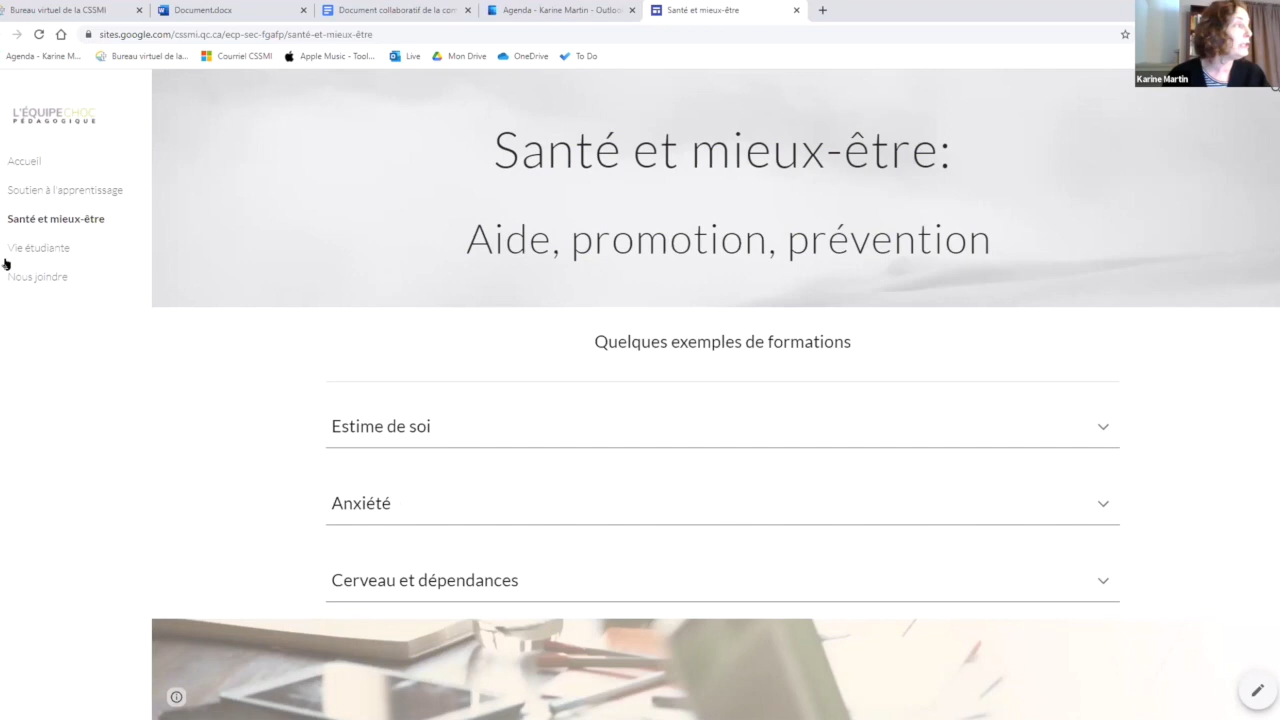 Bureau virtuel de la CSSMI
Document.docx
Document collaboratif de la con
Agenda - Karine Martin - Outlo
Santé et mieux-être
sites.google.com/cssmi.qc.ca/ecp-sec-fgafp/santé-et-mieux-être
Agenda - Karine M...
Bureau virtuel de la...
Courriel CSSMI
Apple Music - Tool...
Live
Mon Drive
OneDrive
To Do
Karine Martin
L'ÉQUIPECHOC
PÉDAGOGIQUE
Accueil
Soutien à l'apprentissage
Santé et mieux-être
Vie étudiante
Nous joindre
Santé et mieux-être:
Aide, promotion, prévention
Quelques exemples de formations
Estime de soi
Anxiété
Cerveau et dépendances